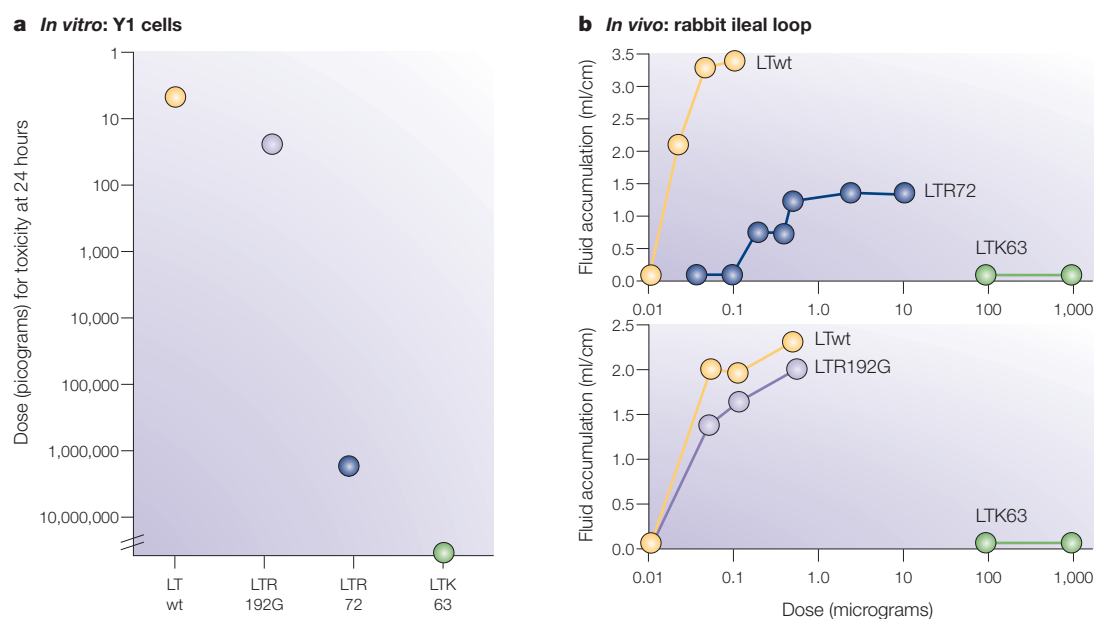 a In vitro: Y1 cells
Dose (picograms) for toxicity at 24 hours
1
10
100
1,000
10,000
100,000
1,000,000
10,000,000
LT
wt
LTR
192G
LTR
72
LTK
63
b In vivo: rabbit ileal loop
Fluid accumulation (ml/cm)
3.5
3.0
2.5
2.0
1.5
1.0
0.5
0.0
LTwt
LTR72
LTK63
0.01 0.1 1.0 10 100 1,000
Fluid accumulation (ml/cm)
2.5
2.0
1.5
1.0
0.5
0.0
LTwt
LTR192G
LTK63
0.01 0.1 1.0 10 100 1,000
Dose (micrograms)